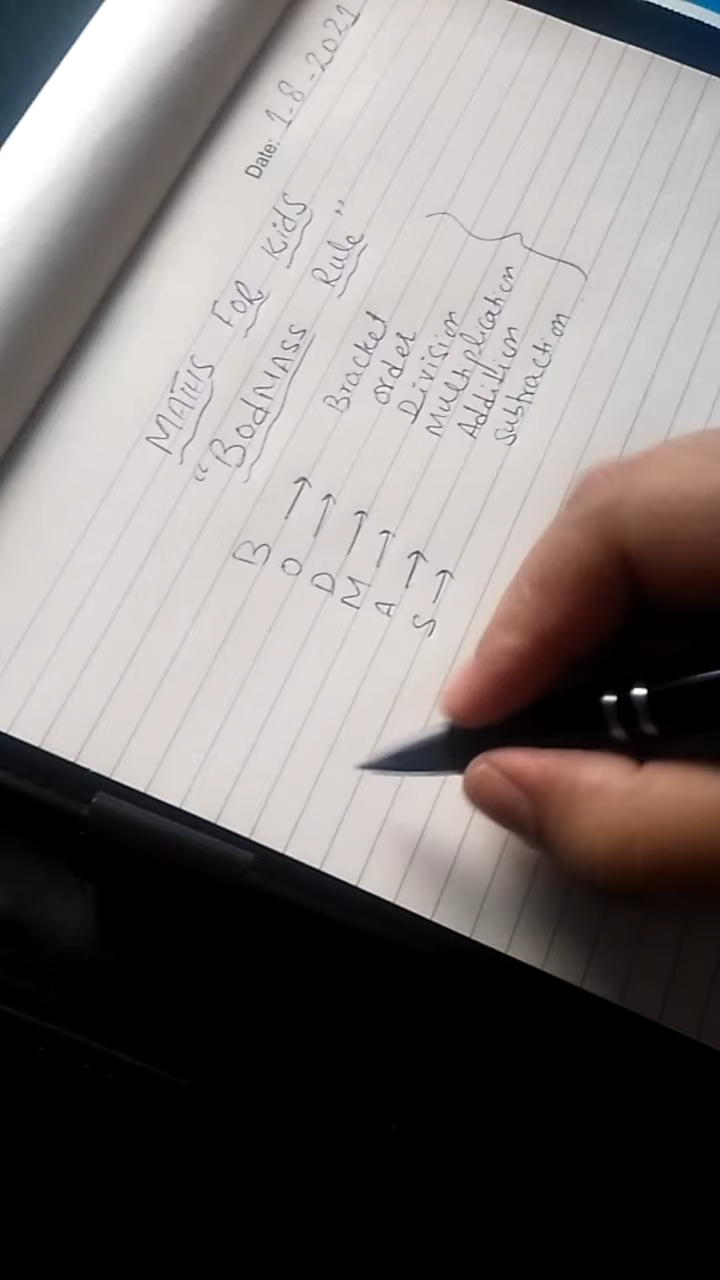 Date: 1-8-2021
MATHS FOR KidS
"BodMASS Rule"
B → Bracket
O → order
D → Division
M → Multiplication
A → Addition
S → Subtraction